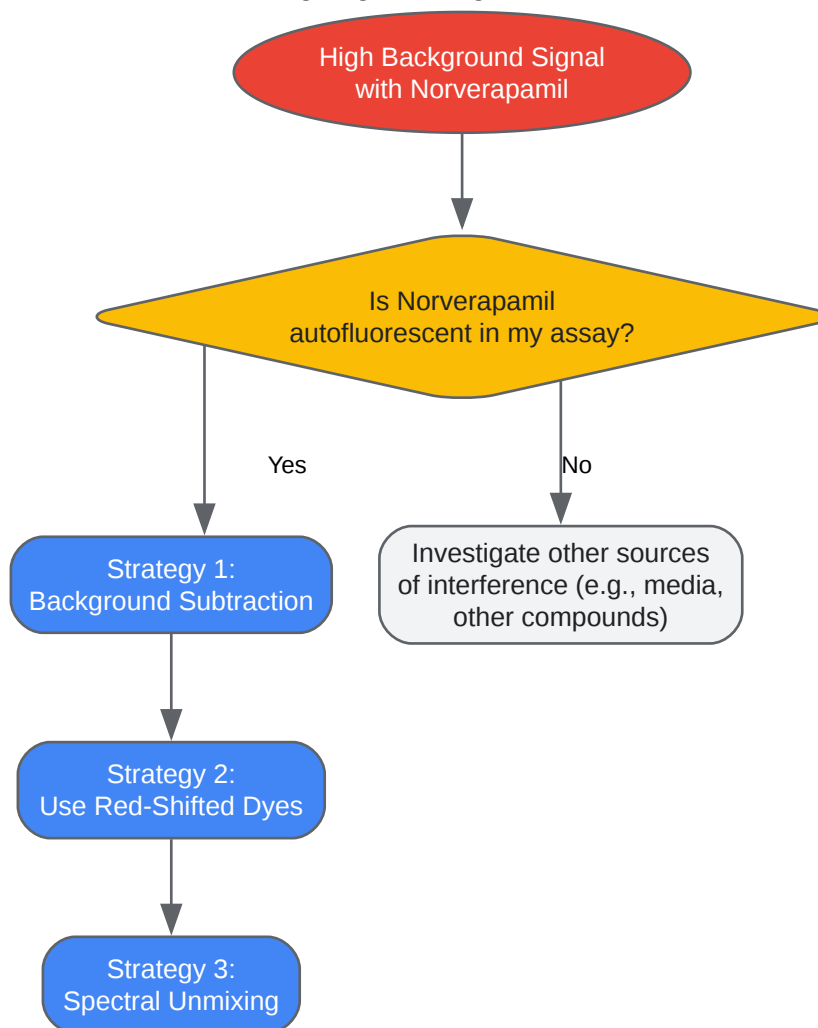 High Background Signal
with Norverapamil
Is Norverapamil
autofluorescent in my assay?
Yes
No
Strategy 1:
Background Subtraction
Investigate other sources
of interference (e.g., media,
other compounds)
Strategy 2:
Use Red-Shifted Dyes
Strategy 3:
Spectral Unmixing